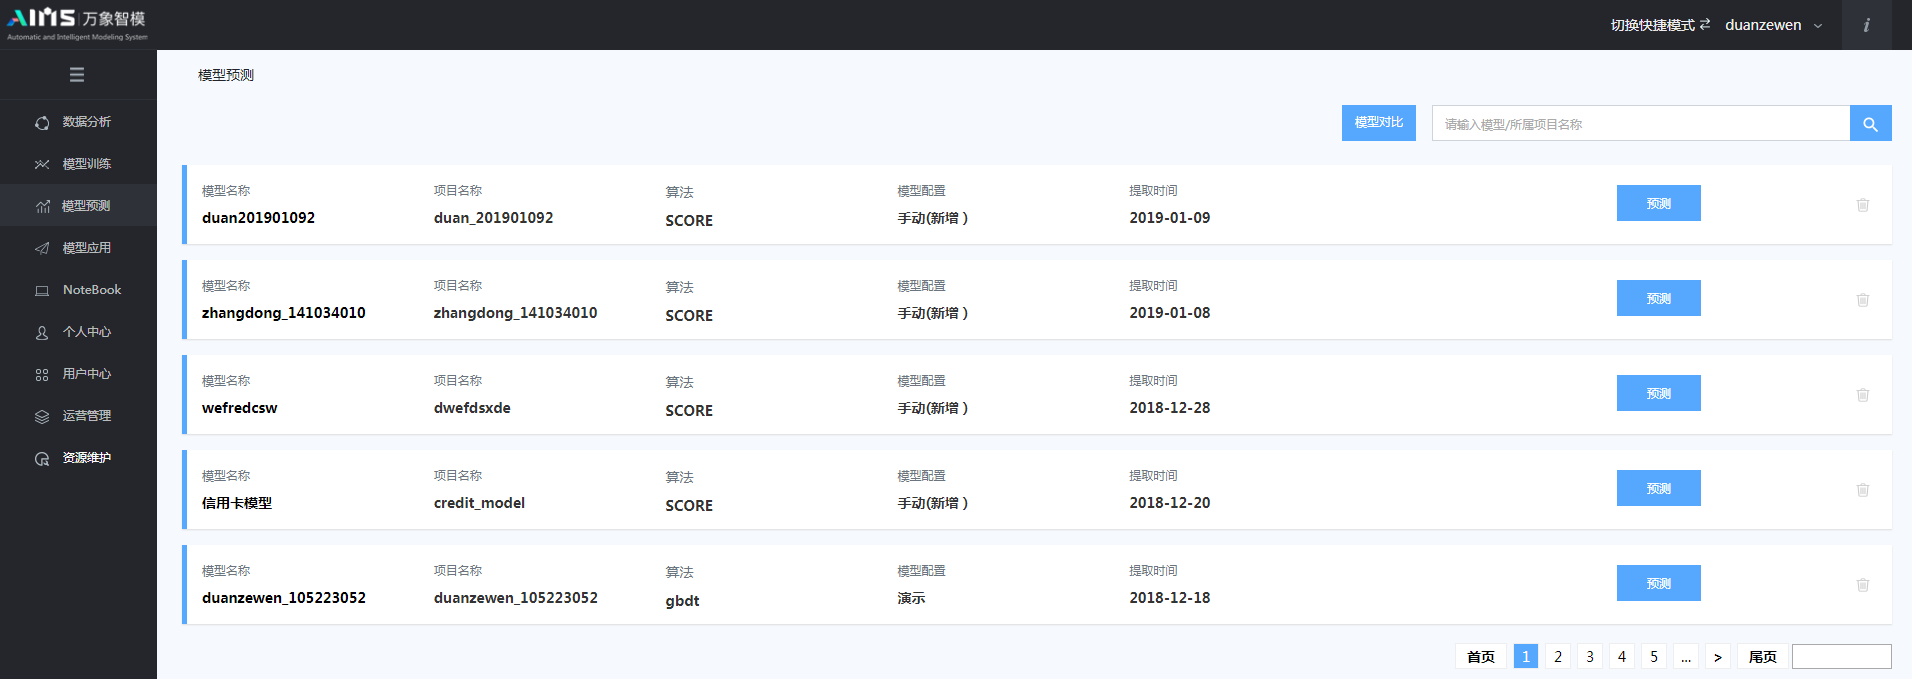 AIMS 万象智模
Automatic and Intelligent Modeling System
切换快捷模式 duanzewen i
数据分析
模型训练
模型预测
模型应用
NoteBook
个人中心
用户中心
运营管理
资源维护
模型预测
模型对比 请输入模型/所属项目名称
模型名称 项目名称 算法 模型配置 提取时间
duan201901092 duan_201901092 SCORE 手动(新增 ) 2019-01-09
预测
模型名称 项目名称 算法 模型配置 提取时间
zhangdong_141034010 zhangdong_141034010 SCORE 手动(新增 ) 2019-01-08
预测
模型名称 项目名称 算法 模型配置 提取时间
wefredcsw dwefdsxde SCORE 手动(新增 ) 2018-12-28
预测
模型名称 项目名称 算法 模型配置 提取时间
信用卡模型 credit_model SCORE 手动(新增 ) 2018-12-20
预测
模型名称 项目名称 算法 模型配置 提取时间
duanzewen_105223052 duanzewen_105223052 gbdt 演示 2018-12-18
预测
首页 1 2 3 4 5 ... > 尾页